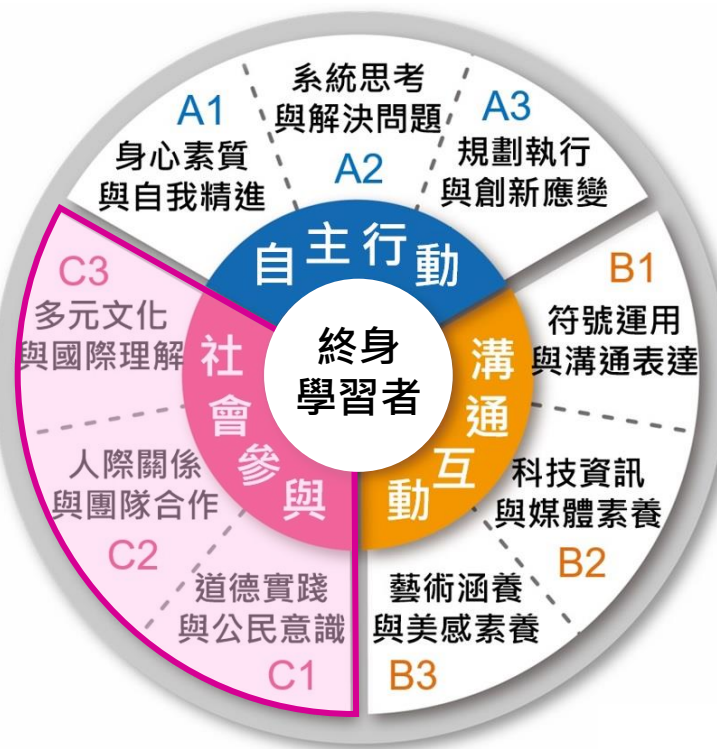 A1
身心素質
與自我精進
系統思考
與解決問題
A2
A3
規劃執行
與創新應變
自主行動
B1
符號運用
與溝通表達
科技資訊
與媒體素養
B2
藝術涵養
與美感素養
B3
溝通互動
C1
道德實踐
與公民意識
人際關係
與團隊合作
C2
C3
多元文化
與國際理解
社會參與
終身
學習者